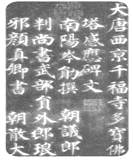 大唐西京千福寺多寶佛
塔感應碑文
南陽岑勛撰　朝議郎
判尚書武部員外郎琅
邪顏真卿書　朝散大